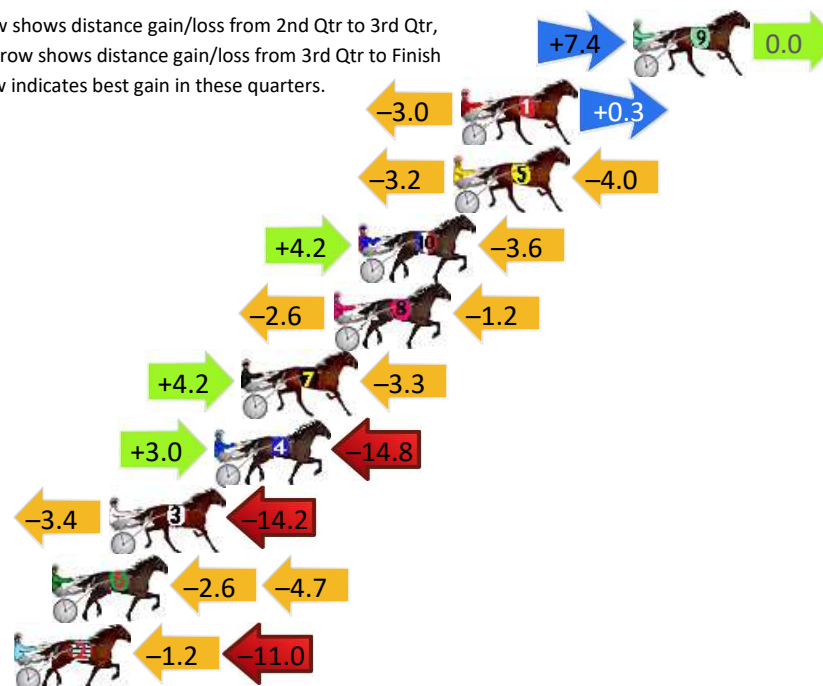 w shows distance gain/loss from 2nd Qtr to 3rd Qtr,
row shows distance gain/loss from 3rd Qtr to Finish
w indicates best gain in these quarters.
+7.4 9 0.0
−3.0 1 +0.3
−3.2 5 −4.0
+4.2 10 −3.6
−2.6 8 −1.2
+4.2 7 −3.3
+3.0 4 −14.8
−3.4 3 −14.2
6 −2.6 −4.7
2 −1.2 −11.0